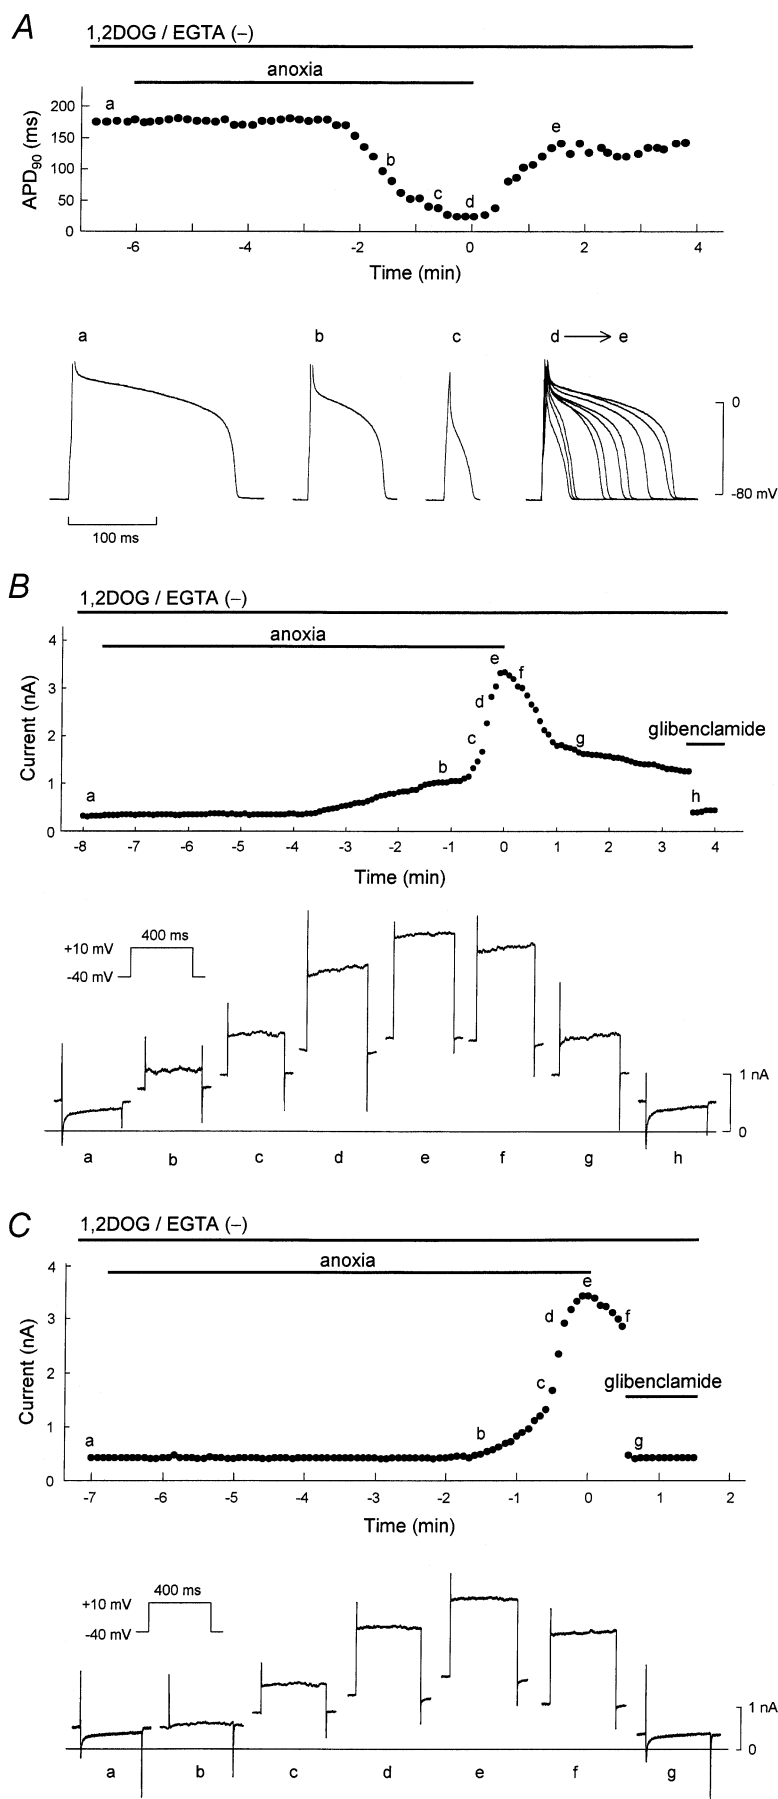 A
1,2DOG / EGTA (–)
anoxia
200
150
100
50
0
APD90 (ms)
a
b
c
d
e
-6
-4
-2
0
2
4
Time (min)
a
b
c
d
e
0
-80 mV
100 ms
B
1,2DOG / EGTA (–)
anoxia
glibenclamide
4
3
2
1
0
Current (nA)
a
b
c
d
e
f
g
h
-8
-7
-6
-5
-4
-3
-2
-1
0
1
2
3
4
Time (min)
400 ms
+10 mV
-40 mV
1 nA
0
a
b
c
d
e
f
g
h
C
1,2DOG / EGTA (–)
anoxia
glibenclamide
4
3
2
1
0
Current (nA)
a
b
c
d
e
f
g
-7
-6
-5
-4
-3
-2
-1
0
1
2
Time (min)
400 ms
+10 mV
-40 mV
1 nA
0
a
b
c
d
e
f
g